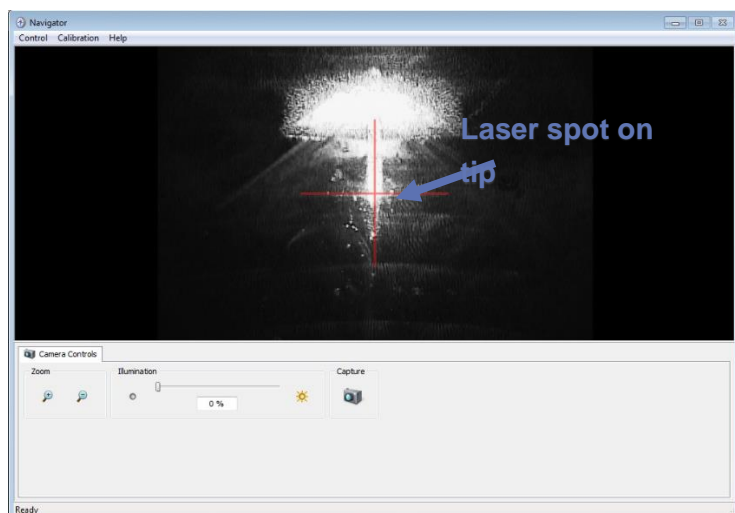 Navigator
Control Calibration Help
Laser spot on
tip
Camera Controls
Zoom Illumination Capture
0 %
Ready